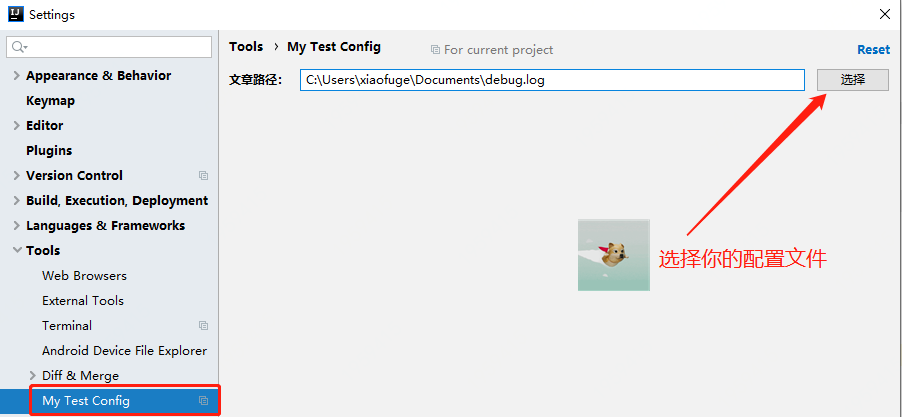 Settings
Tools › My Test Config
For current project
Reset
文章路径：
C:\Users\xiaofuge\Documents\debug.log
选择
Appearance & Behavior
Keymap
Editor
Plugins
Version Control
Build, Execution, Deployment
Languages & Frameworks
Tools
Web Browsers
External Tools
Terminal
Android Device File Explorer
Diff & Merge
My Test Config
选择你的配置文件